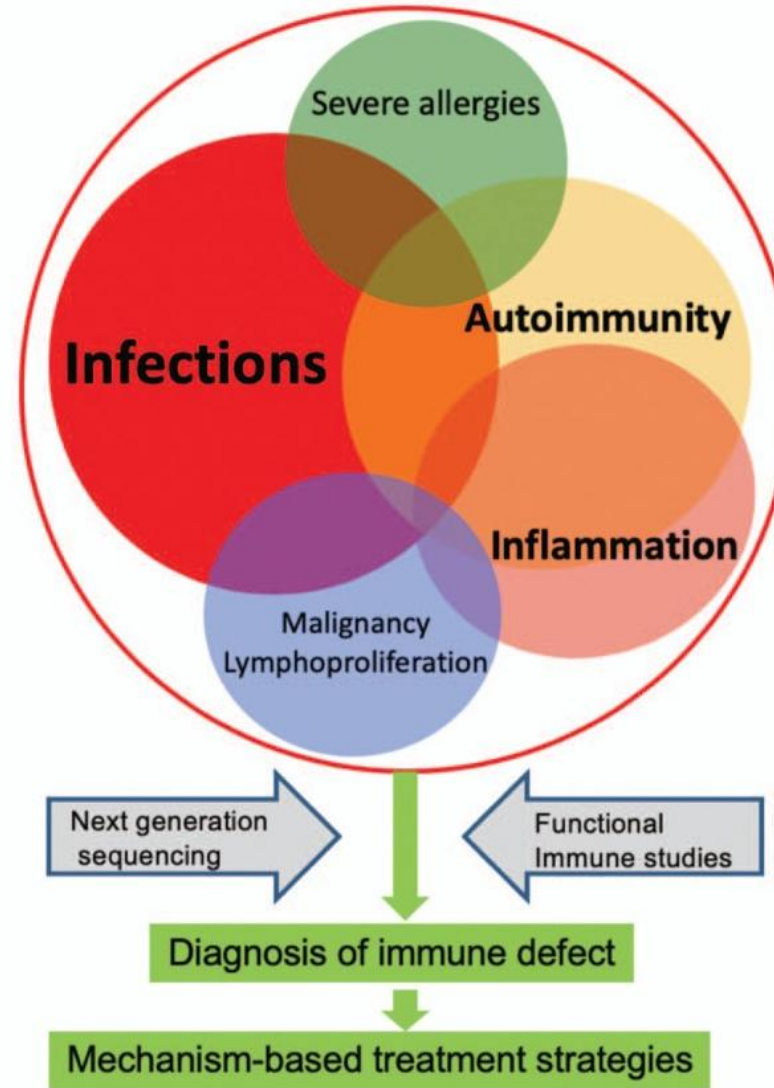 Severe allergies
Autoimmunity
Infections
Inflammation
Malignancy
Lymphoproliferation
Next generation
sequencing
Functional
Immune studies
Diagnosis of immune defect
Mechanism-based treatment strategies